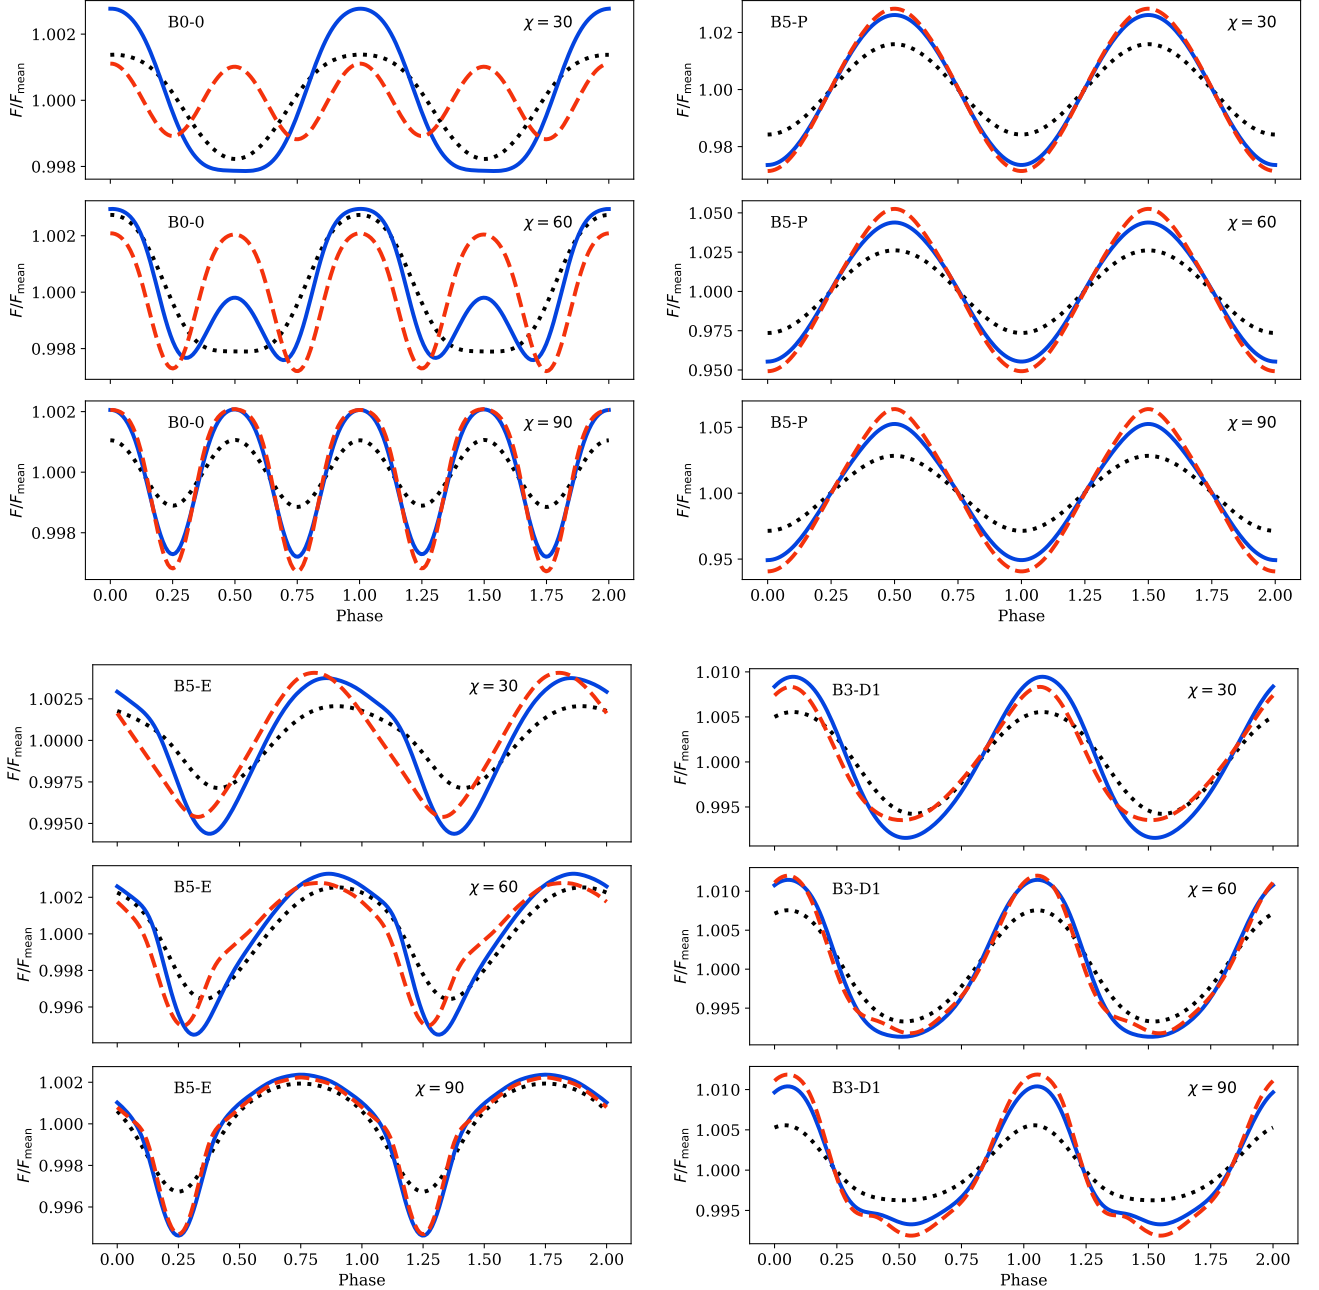 B0-0 χ = 30
1.002
1.000
0.998
F/Fmean
B0-0 χ = 60
1.002
1.000
0.998
F/Fmean
B0-0 χ = 90
1.002
1.000
0.998
F/Fmean
0.00 0.25 0.50 0.75 1.00 1.25 1.50 1.75 2.00
Phase
B5-P χ = 30
1.02
1.00
0.98
F/Fmean
B5-P χ = 60
1.050
1.025
1.000
0.975
0.950
F/Fmean
B5-P χ = 90
1.05
1.00
0.95
F/Fmean
0.00 0.25 0.50 0.75 1.00 1.25 1.50 1.75 2.00
Phase
B5-E χ = 30
1.0025
1.0000
0.9975
0.9950
F/Fmean
B5-E χ = 60
1.002
1.000
0.998
0.996
F/Fmean
B5-E χ = 90
1.002
1.000
0.998
0.996
F/Fmean
0.00 0.25 0.50 0.75 1.00 1.25 1.50 1.75 2.00
Phase
B3-D1 χ = 30
1.010
1.005
1.000
0.995
F/Fmean
B3-D1 χ = 60
1.010
1.005
1.000
0.995
F/Fmean
B3-D1 χ = 90
1.010
1.005
1.000
0.995
F/Fmean
0.00 0.25 0.50 0.75 1.00 1.25 1.50 1.75 2.00
Phase